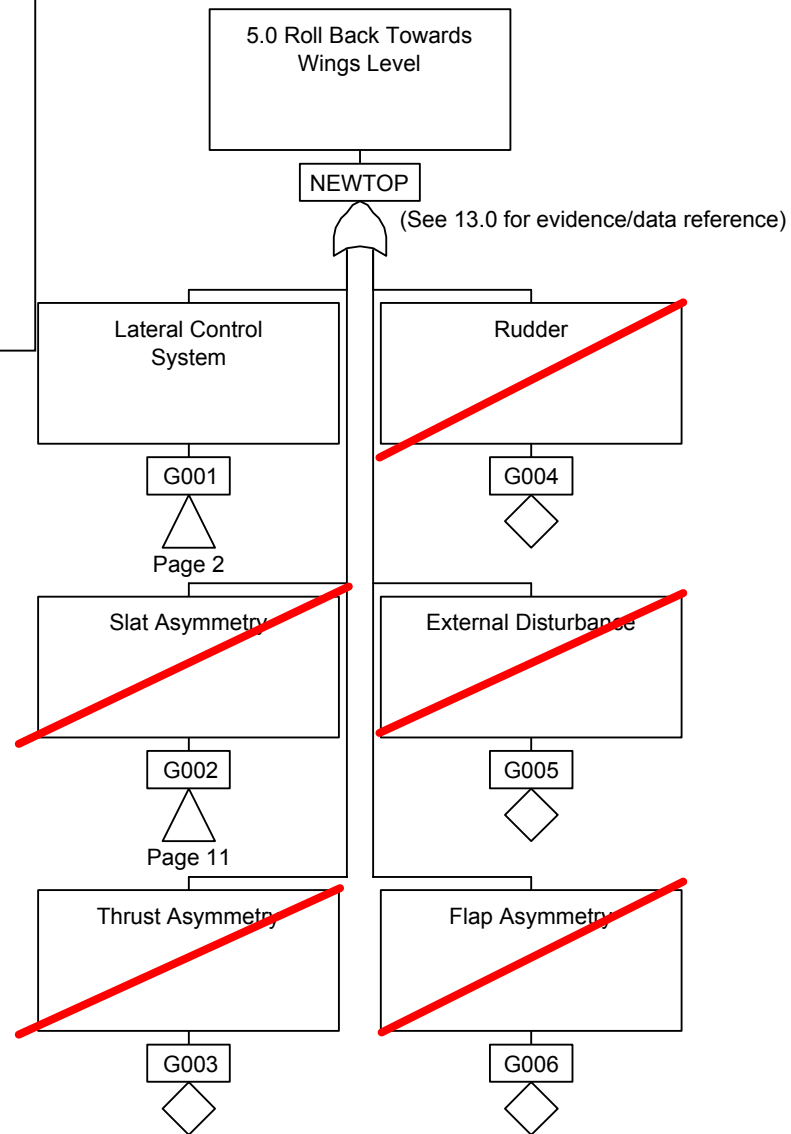 5.0 Roll Back Towards
Wings Level
NEWTOP
(See 13.0 for evidence/data reference)
Lateral Control
System
G001
Page 2
Rudder
G004
Slat Asymmetry
G002
Page 11
External Disturbance
G005
Thrust Asymmetry
G003
Flap Asymmetry
G006